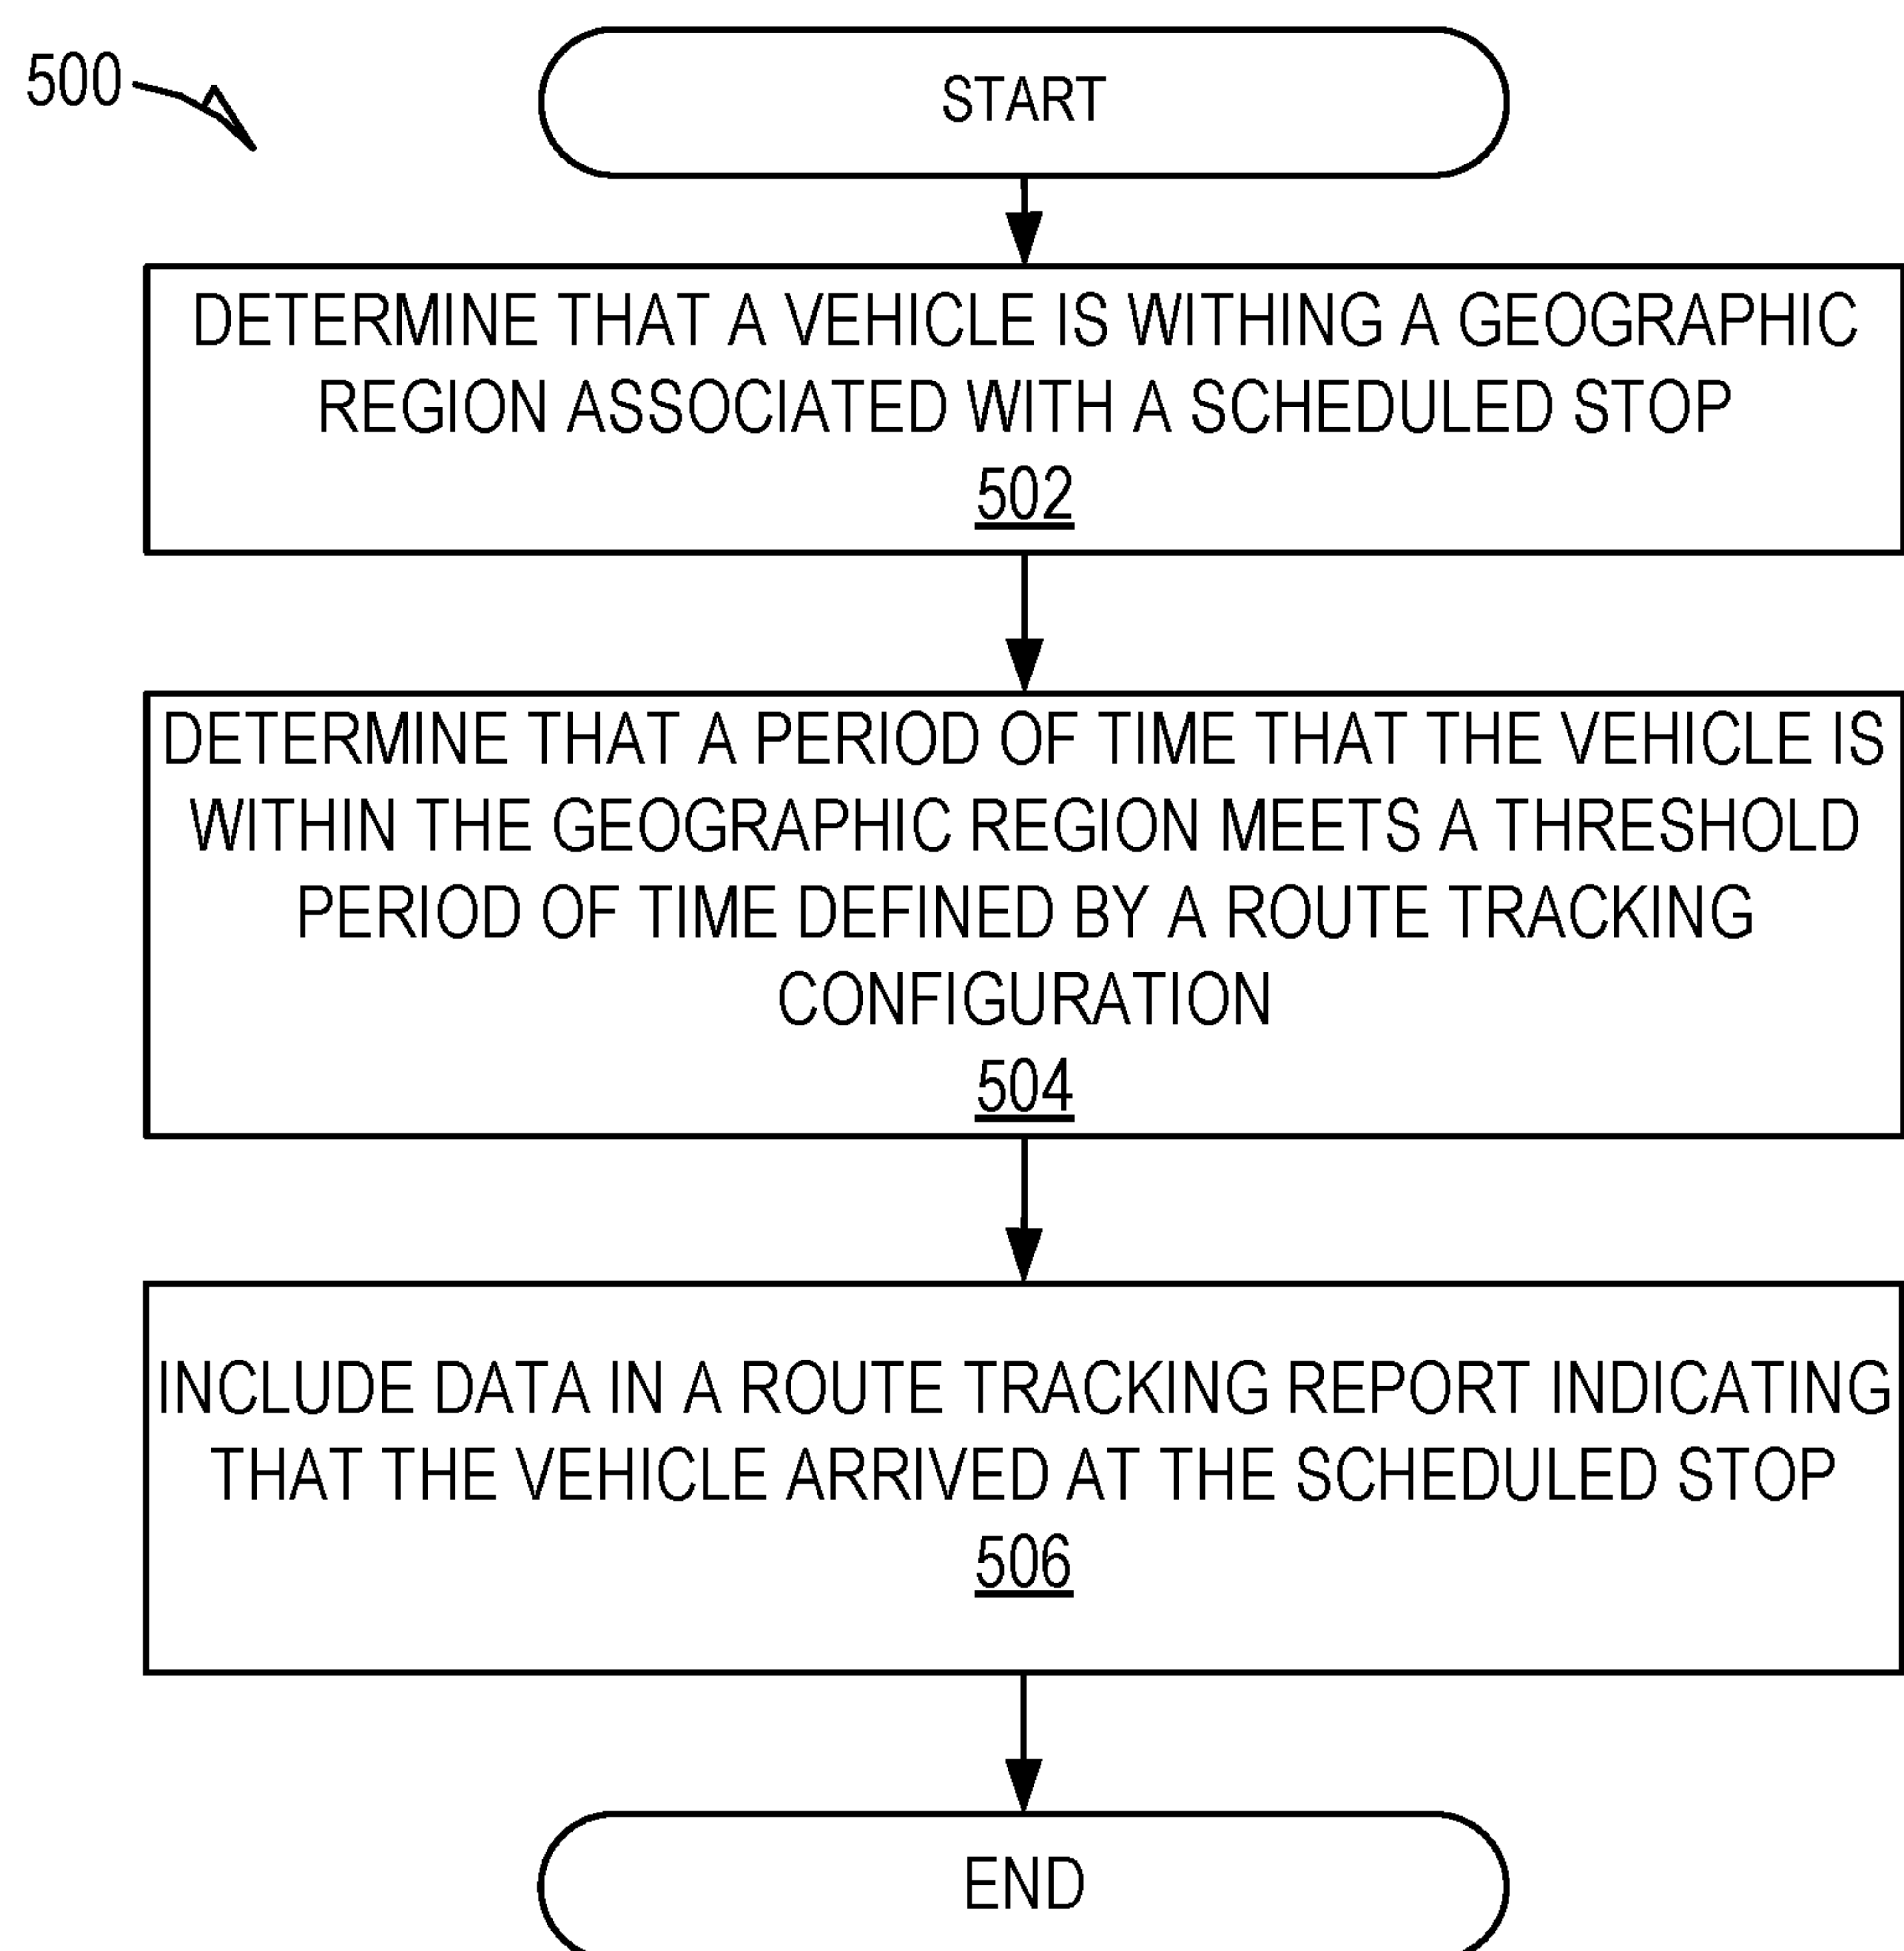 500
START
DETERMINE THAT A VEHICLE IS WITHING A GEOGRAPHIC
REGION ASSOCIATED WITH A SCHEDULED STOP
502
DETERMINE THAT A PERIOD OF TIME THAT THE VEHICLE IS
WITHIN THE GEOGRAPHIC REGION MEETS A THRESHOLD
PERIOD OF TIME DEFINED BY A ROUTE TRACKING
CONFIGURATION
504
INCLUDE DATA IN A ROUTE TRACKING REPORT INDICATING
THAT THE VEHICLE ARRIVED AT THE SCHEDULED STOP
506
END